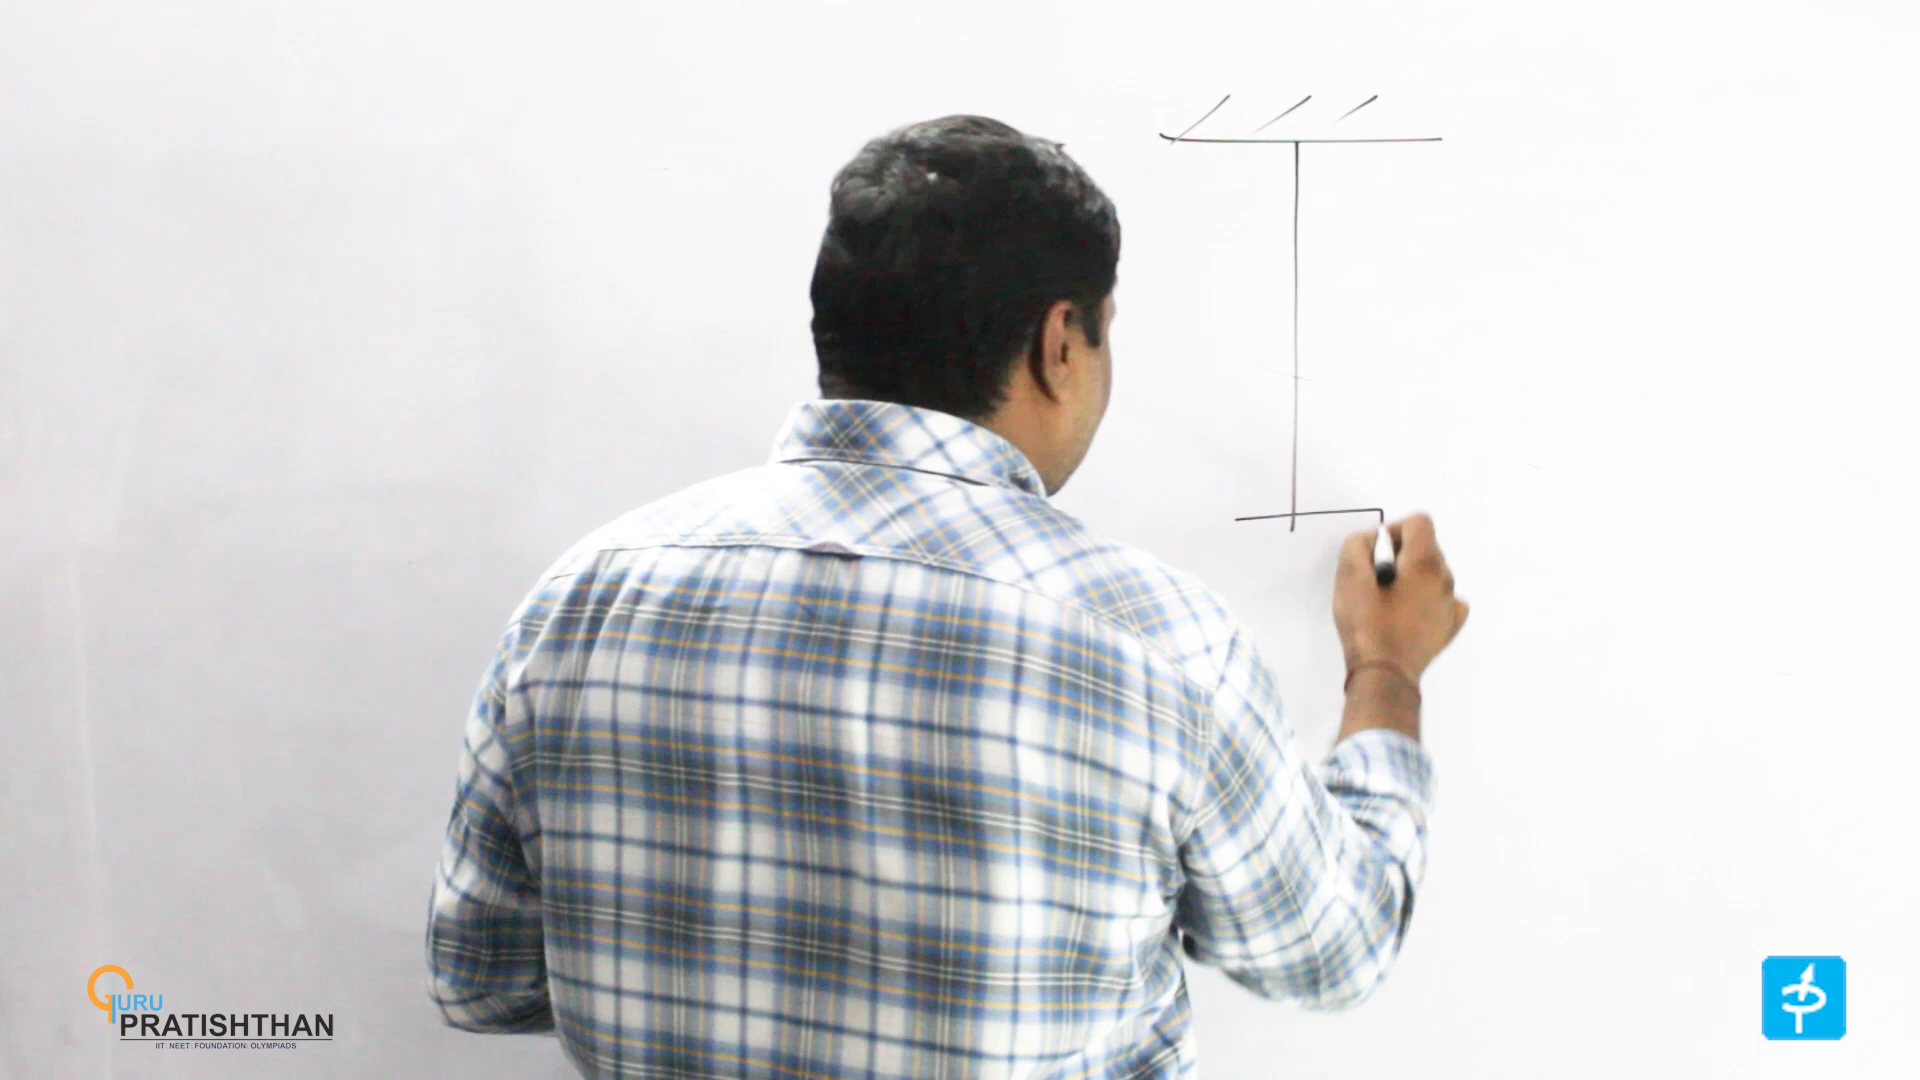 GURU
PRATISHTHAN
IIT | NEET | FOUNDATION | OLYMPIADS